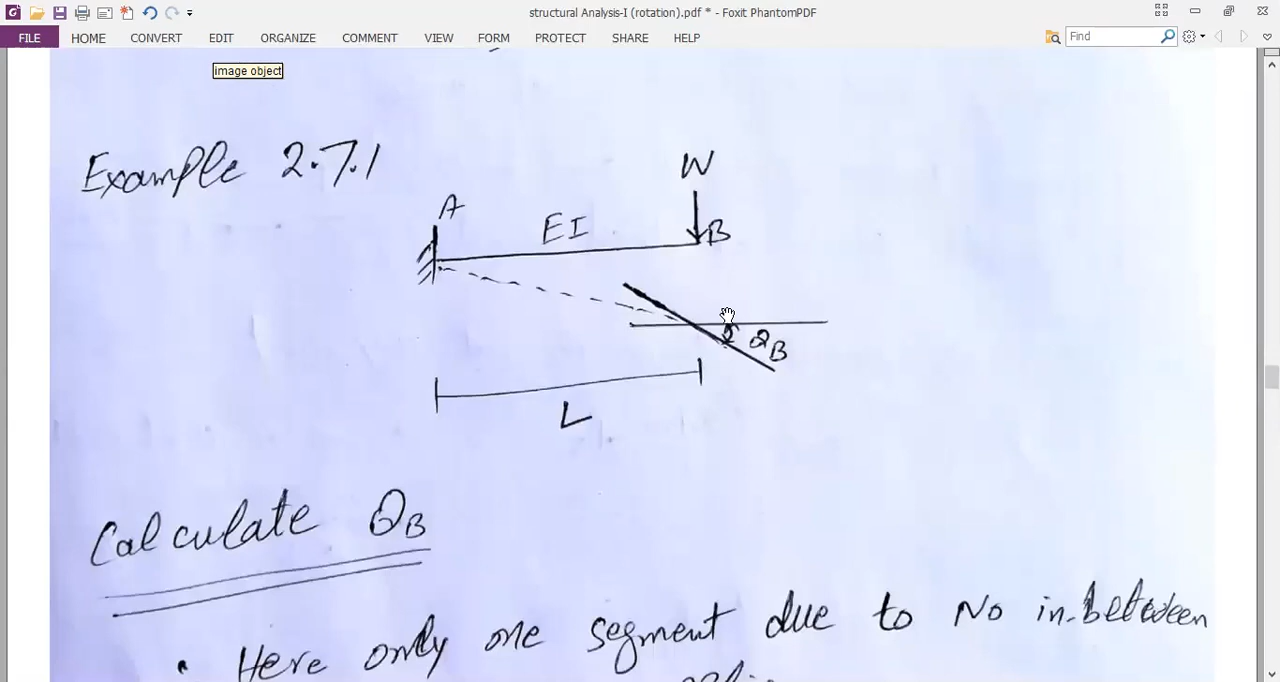 structural Analysis-I (rotation).pdf * - Foxit PhantomPDF
FILE HOME CONVERT EDIT ORGANIZE COMMENT VIEW FORM PROTECT SHARE HELP
Find
image object
Example 2.7.1
W
A
EI
B
θB
L
Calculate θB
• Here only one segment due to No in-between